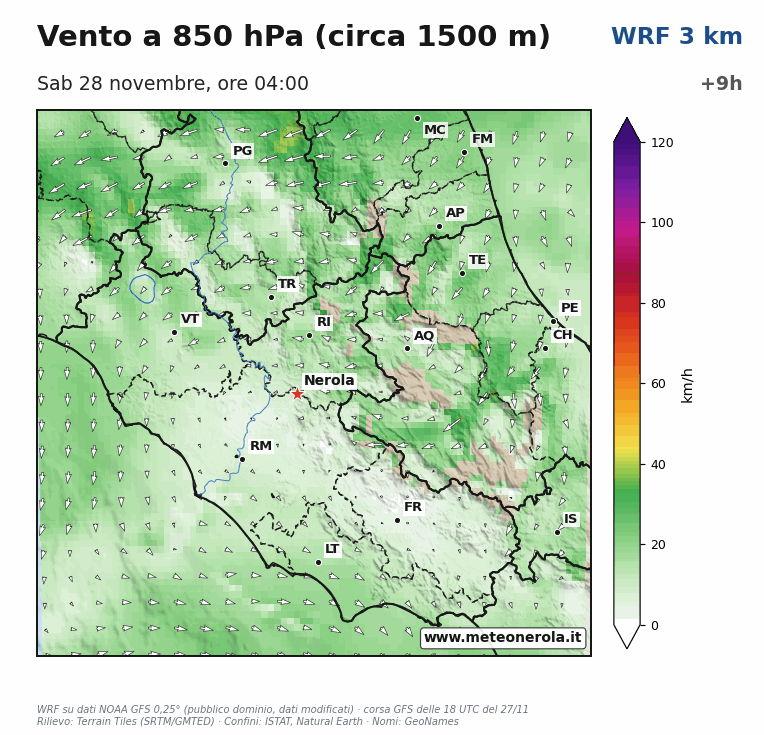 Vento a 850 hPa (circa 1500 m)
WRF 3 km
Sab 28 novembre, ore 04:00
+9h
MC
FM
PG
AP
TE
TR
PE
VT
RI
AQ
CH
Nerola
RM
FR
IS
LT
www.meteonerola.it
120
100
80
60
40
20
0
km/h
WRF su dati NOAA GFS 0,25° (pubblico dominio, dati modificati) · corsa GFS delle 18 UTC del 27/11
Rilievo: Terrain Tiles (SRTM/GMTED) · Confini: ISTAT, Natural Earth · Nomi: GeoNames